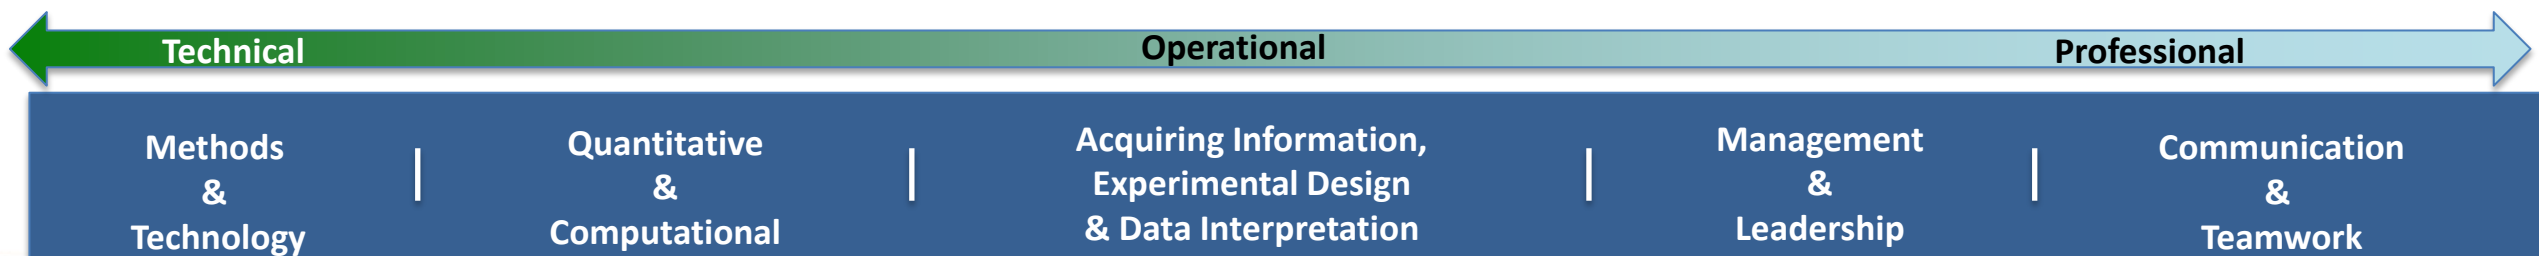 Technical
Operational
Professional
Methods
&
Technology
Quantitative
&
Computational
Acquiring Information,
Experimental Design
& Data Interpretation
Management
&
Leadership
Communication
&
Teamwork